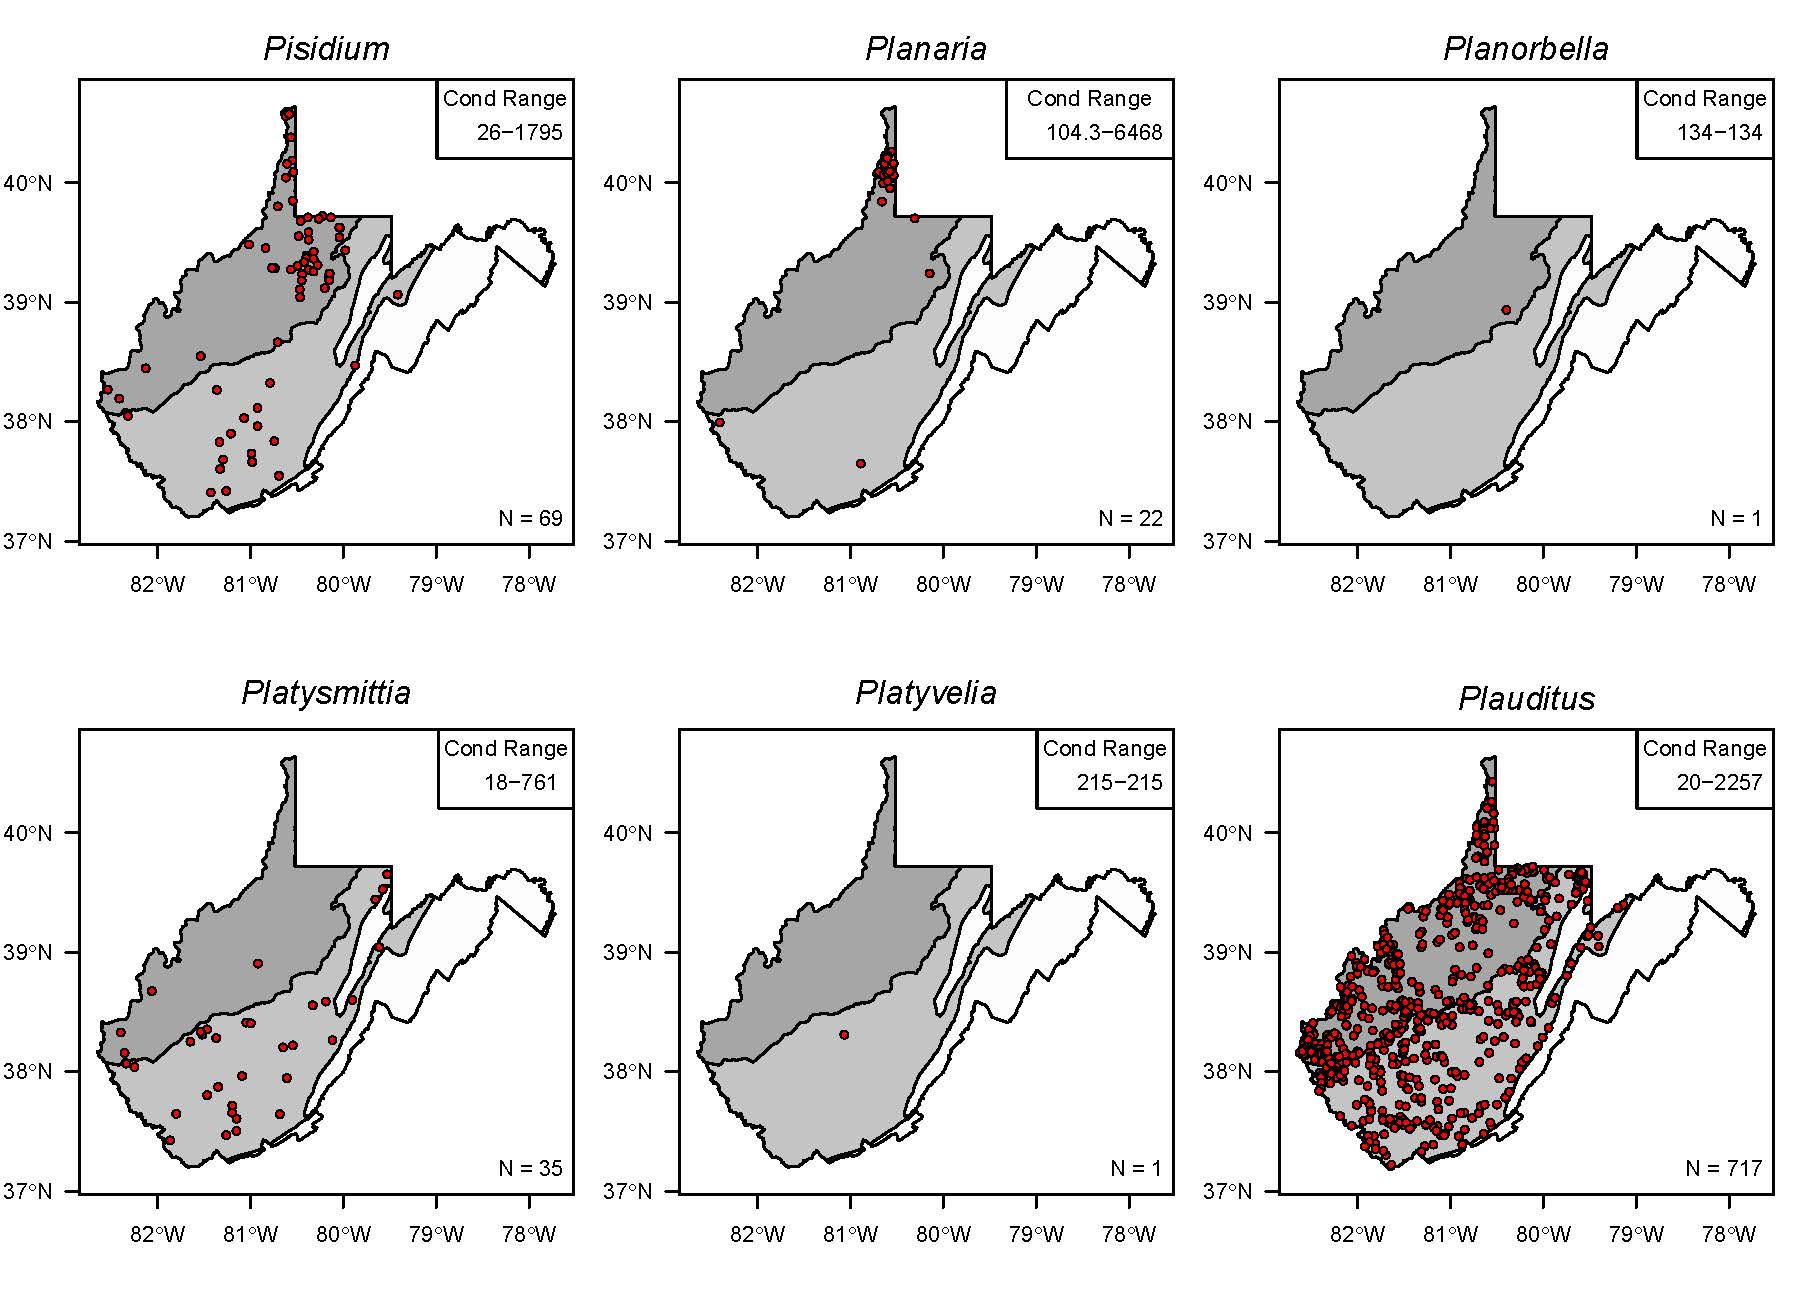 Pisidium
Planaria
Planorbella
Cond Range
26−1795
Cond Range
104.3−6468
Cond Range
134−134
40°N
39°N
38°N
37°N
40°N
39°N
38°N
37°N
40°N
39°N
38°N
37°N
N = 69
N = 22
N = 1
82°W 81°W 80°W 79°W 78°W
82°W 81°W 80°W 79°W 78°W
82°W 81°W 80°W 79°W 78°W
Platysmittia
Platyvelia
Plauditus
Cond Range
18−761
Cond Range
215−215
Cond Range
20−2257
40°N
39°N
38°N
37°N
40°N
39°N
38°N
37°N
40°N
39°N
38°N
37°N
N = 35
N = 1
N = 717
82°W 81°W 80°W 79°W 78°W
82°W 81°W 80°W 79°W 78°W
82°W 81°W 80°W 79°W 78°W